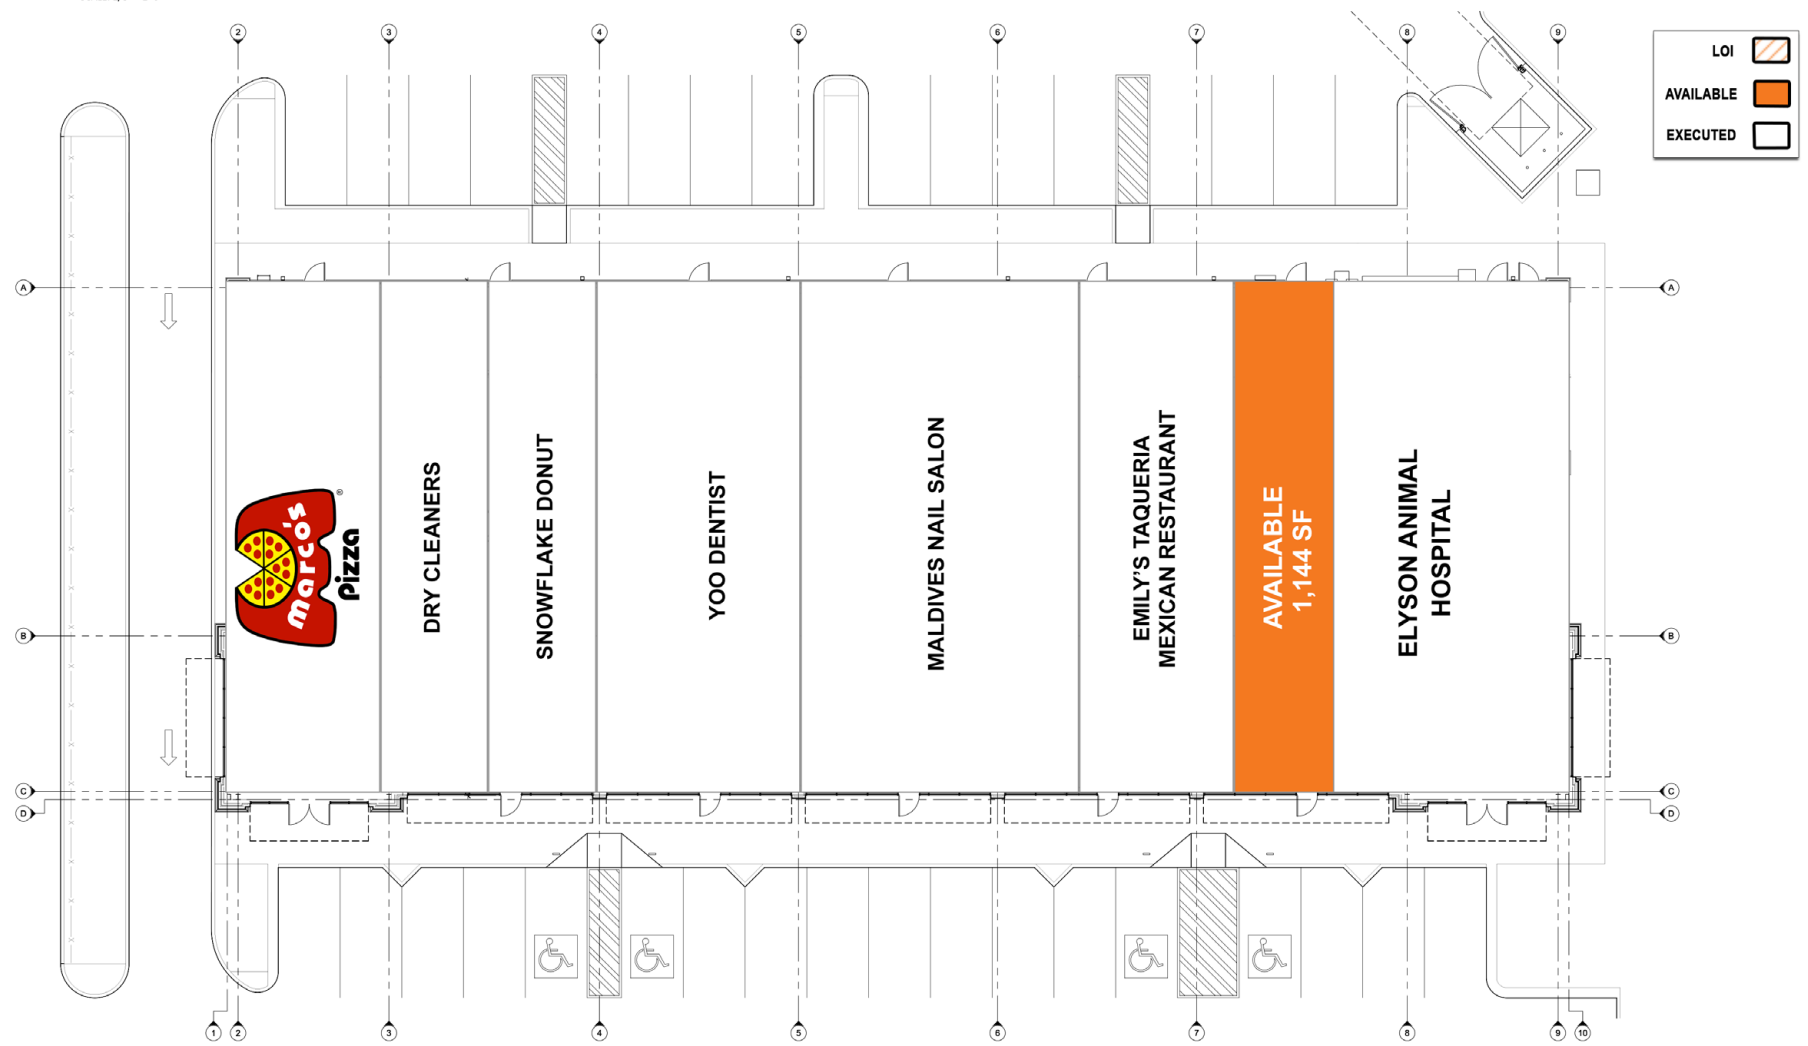 2 3 4 5 6 7 8 9
LOI
AVAILABLE
EXECUTED
A A
marco's
pizza
®
DRY CLEANERS
SNOWFLAKE DONUT
YOO DENTIST
MALDIVES NAIL SALON
EMILY'S TAQUERIA
MEXICAN RESTAURANT
AVAILABLE
1,144 SF
ELYSON ANIMAL
HOSPITAL
B B
C C
D D
1 2 3 4 5 6 7 8 9 10